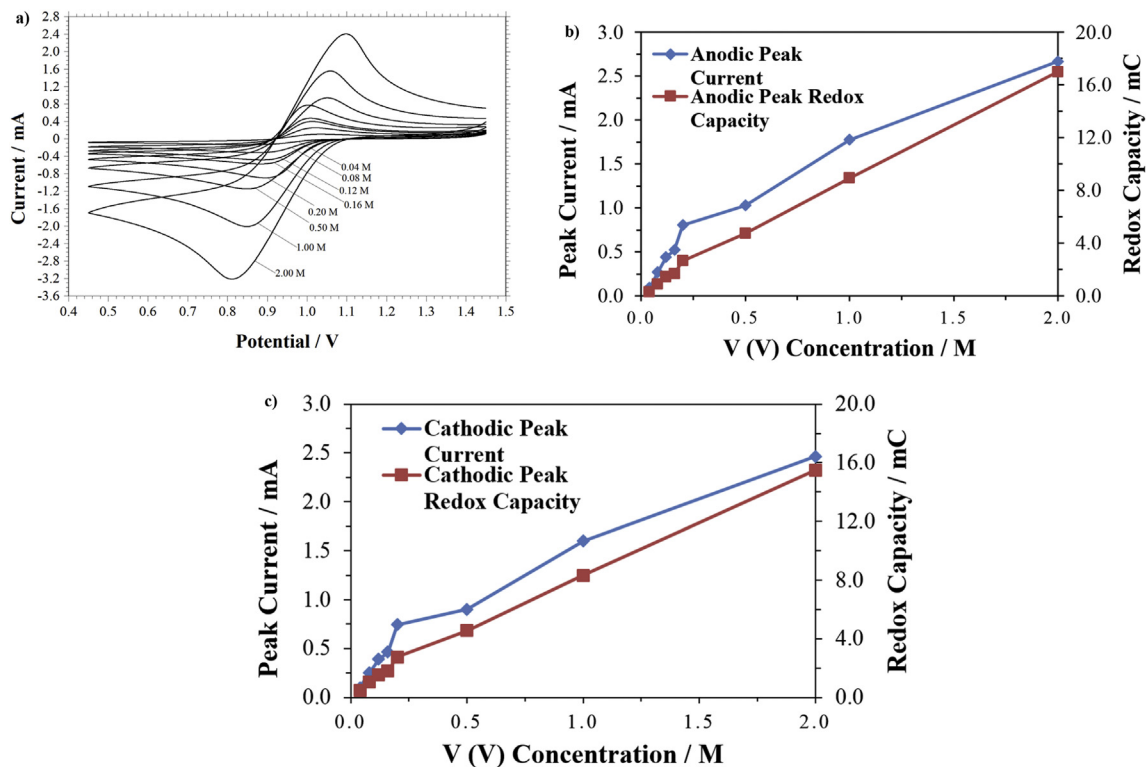 a)
2.8
2.4
2.0
1.6
1.2
0.8
0.4
0
-0.4
-0.8
-1.2
-1.6
-2.0
-2.4
-2.8
-3.2
-3.6
Current / mA
0.04 M
0.08 M
0.12 M
0.16 M
0.20 M
0.50 M
1.00 M
2.00 M
0.4 0.5 0.6 0.7 0.8 0.9 1.0 1.1 1.2 1.3 1.4 1.5
Potential / V
b)
3.0
2.5
2.0
1.5
1.0
0.5
0.0
Peak Current / mA
Anodic Peak
Current
Anodic Peak Redox
Capacity
20.0
16.0
12.0
8.0
4.0
0.0
Redox Capacity / mC
0.0 0.5 1.0 1.5 2.0
V (V) Concentration / M
c)
3.0
2.5
2.0
1.5
1.0
0.5
0.0
Peak Current / mA
Cathodic Peak
Current
Cathodic Peak
Redox Capacity
20.0
16.0
12.0
8.0
4.0
0.0
Redox Capacity / mC
0.0 0.5 1.0 1.5 2.0
V (V) Concentration / M